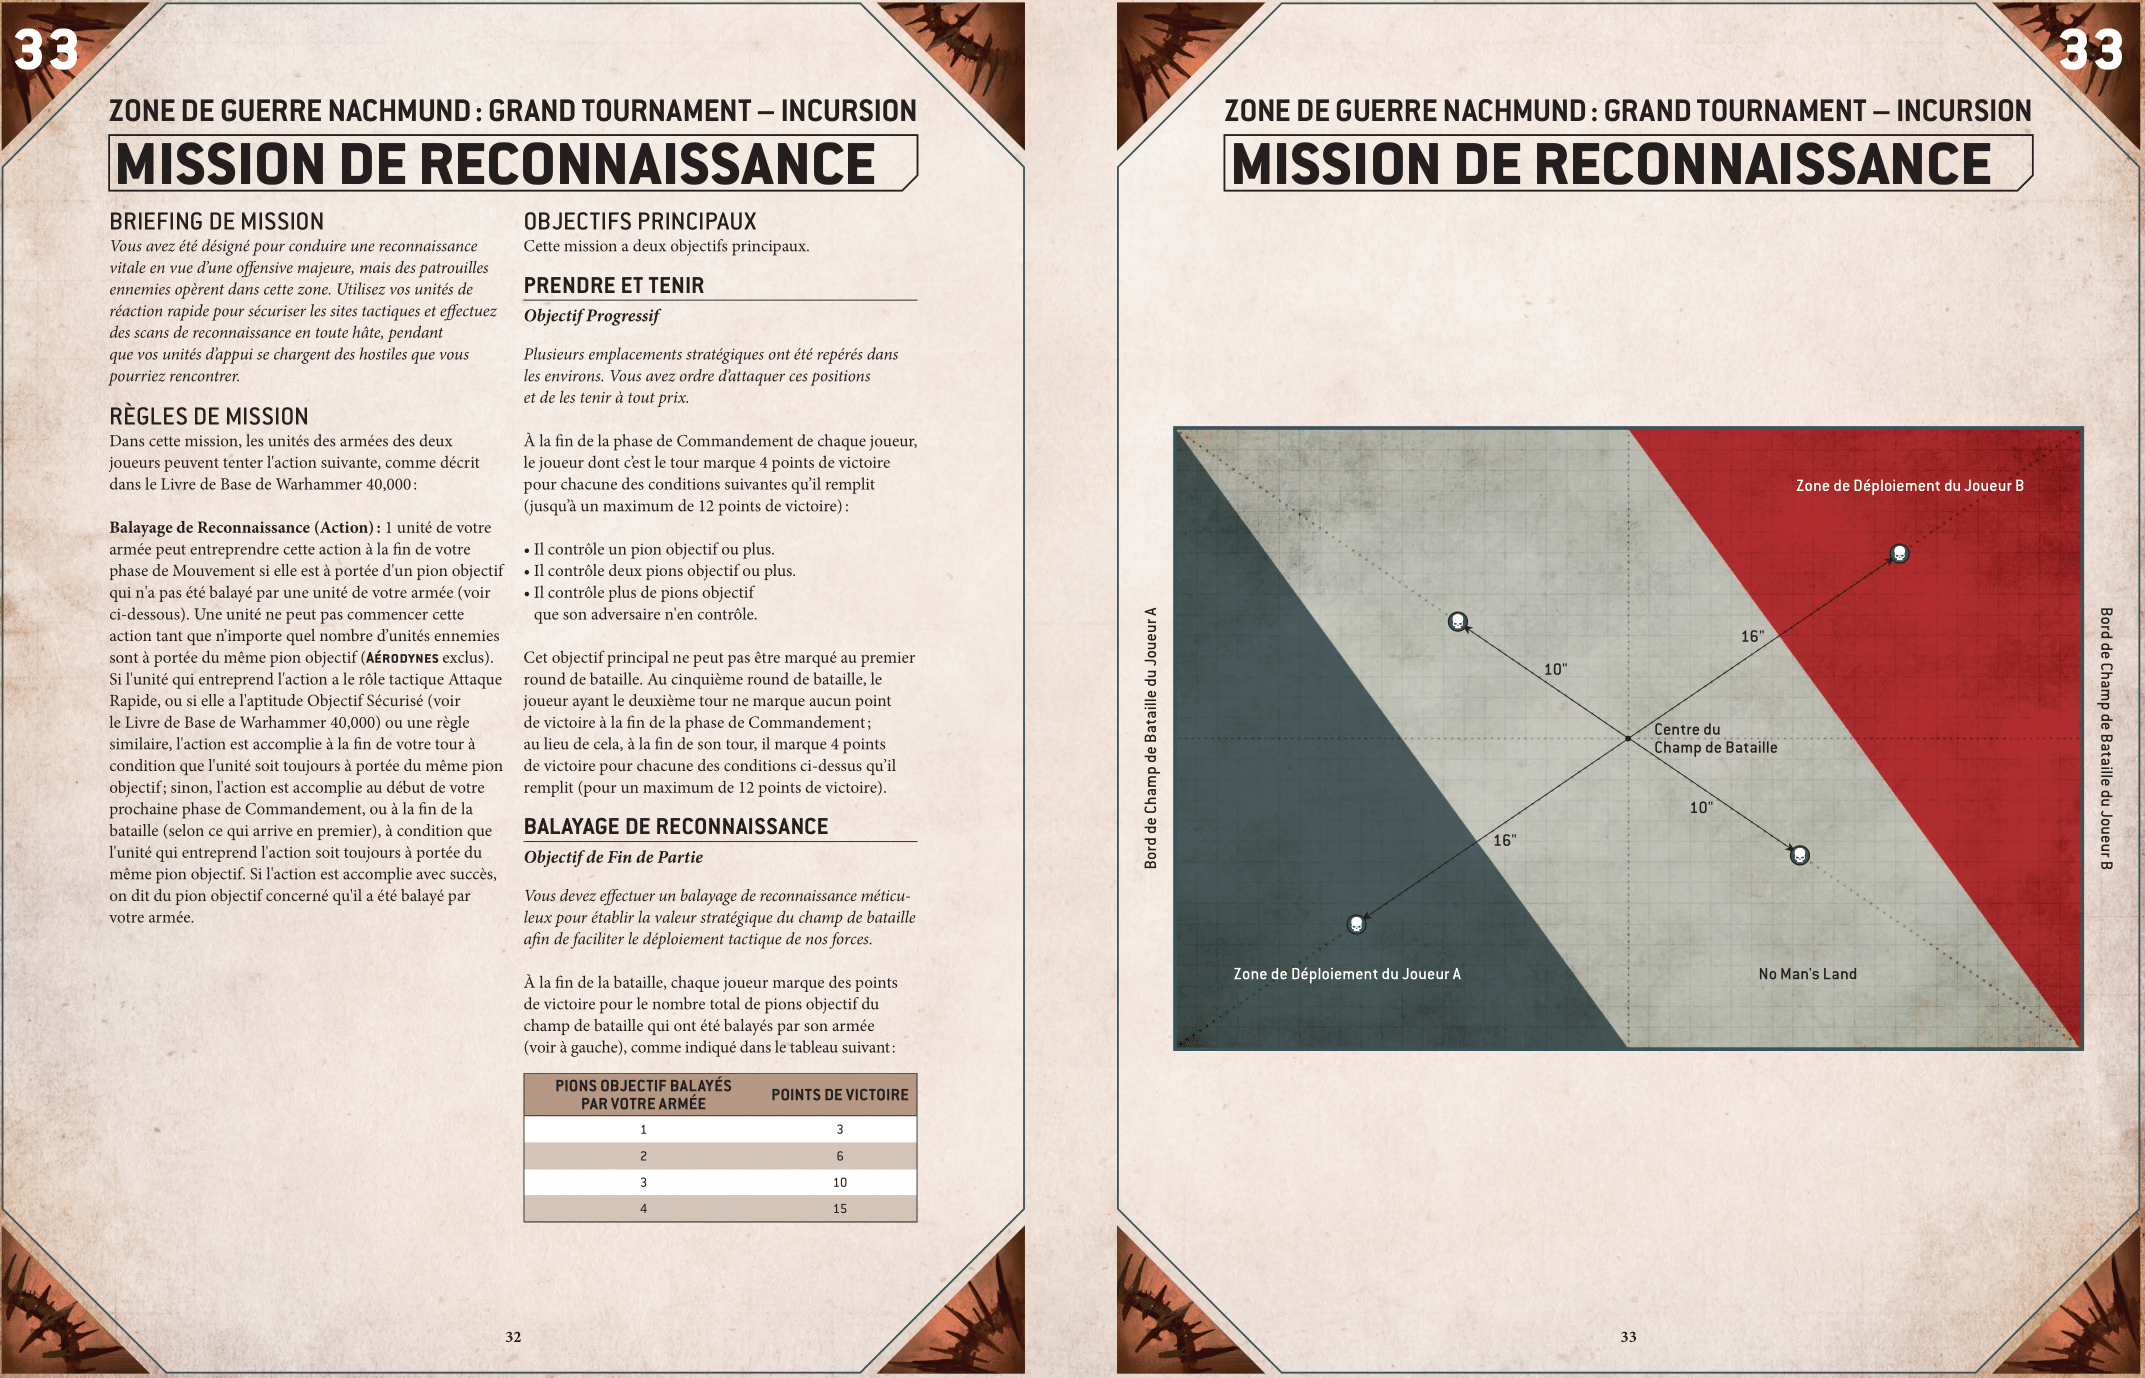 33
ZONE DE GUERRE NACHMUND : GRAND TOURNAMENT – INCURSION
MISSION DE RECONNAISSANCE
BRIEFING DE MISSION
Vous avez été désigné pour conduire une reconnaissance
vitale en vue d’une offensive majeure, mais des patrouilles
ennemies opèrent dans cette zone. Utilisez vos unités de
réaction rapide pour sécuriser les sites tactiques et effectuez
des scans de reconnaissance en toute hâte, pendant
que vos unités d’appui se chargent des hostiles que vous
pourriez rencontrer.
RÈGLES DE MISSION
Dans cette mission, les unités des armées des deux
joueurs peuvent tenter l'action suivante, comme décrit
dans le Livre de Base de Warhammer 40,000 :
Balayage de Reconnaissance (Action) : 1 unité de votre
armée peut entreprendre cette action à la fin de votre
phase de Mouvement si elle est à portée d'un pion objectif
qui n'a pas été balayé par une unité de votre armée (voir
ci-dessous). Une unité ne peut pas commencer cette
action tant que n’importe quel nombre d’unités ennemies
sont à portée du même pion objectif (AÉRODYNES exclus).
Si l'unité qui entreprend l'action a le rôle tactique Attaque
Rapide, ou si elle a l'aptitude Objectif Sécurisé (voir
le Livre de Base de Warhammer 40,000) ou une règle
similaire, l'action est accomplie à la fin de votre tour à
condition que l'unité soit toujours à portée du même pion
objectif ; sinon, l'action est accomplie au début de votre
prochaine phase de Commandement, ou à la fin de la
bataille (selon ce qui arrive en premier), à condition que
l'unité qui entreprend l'action soit toujours à portée du
même pion objectif. Si l'action est accomplie avec succès,
on dit du pion objectif concerné qu'il a été balayé par
votre armée.
OBJECTIFS PRINCIPAUX
Cette mission a deux objectifs principaux.
PRENDRE ET TENIR
Objectif Progressif
Plusieurs emplacements stratégiques ont été repérés dans
les environs. Vous avez ordre d’attaquer ces positions
et de les tenir à tout prix.
À la fin de la phase de Commandement de chaque joueur,
le joueur dont c’est le tour marque 4 points de victoire
pour chacune des conditions suivantes qu’il remplit
(jusqu’à un maximum de 12 points de victoire) :
• Il contrôle un pion objectif ou plus.
• Il contrôle deux pions objectif ou plus.
• Il contrôle plus de pions objectif
que son adversaire n'en contrôle.
Cet objectif principal ne peut pas être marqué au premier
round de bataille. Au cinquième round de bataille, le
joueur ayant le deuxième tour ne marque aucun point
de victoire à la fin de la phase de Commandement ;
au lieu de cela, à la fin de son tour, il marque 4 points
de victoire pour chacune des conditions ci-dessus qu’il
remplit (pour un maximum de 12 points de victoire).
BALAYAGE DE RECONNAISSANCE
Objectif de Fin de Partie
Vous devez effectuer un balayage de reconnaissance méticu-
leux pour établir la valeur stratégique du champ de bataille
afin de faciliter le déploiement tactique de nos forces.
À la fin de la bataille, chaque joueur marque des points
de victoire pour le nombre total de pions objectif du
champ de bataille qui ont été balayés par son armée
(voir à gauche), comme indiqué dans le tableau suivant :
PIONS OBJECTIF BALAYÉS PAR VOTRE ARMÉE POINTS DE VICTOIRE
1 3
2 6
3 10
4 15
32
33
ZONE DE GUERRE NACHMUND : GRAND TOURNAMENT – INCURSION
MISSION DE RECONNAISSANCE
Bord de Champ de Bataille du Joueur A
Zone de Déploiement du Joueur B
16"
10"
Centre du
Champ de Bataille
10"
16"
Zone de Déploiement du Joueur A
No Man's Land
Bord de Champ de Bataille du Joueur B
33